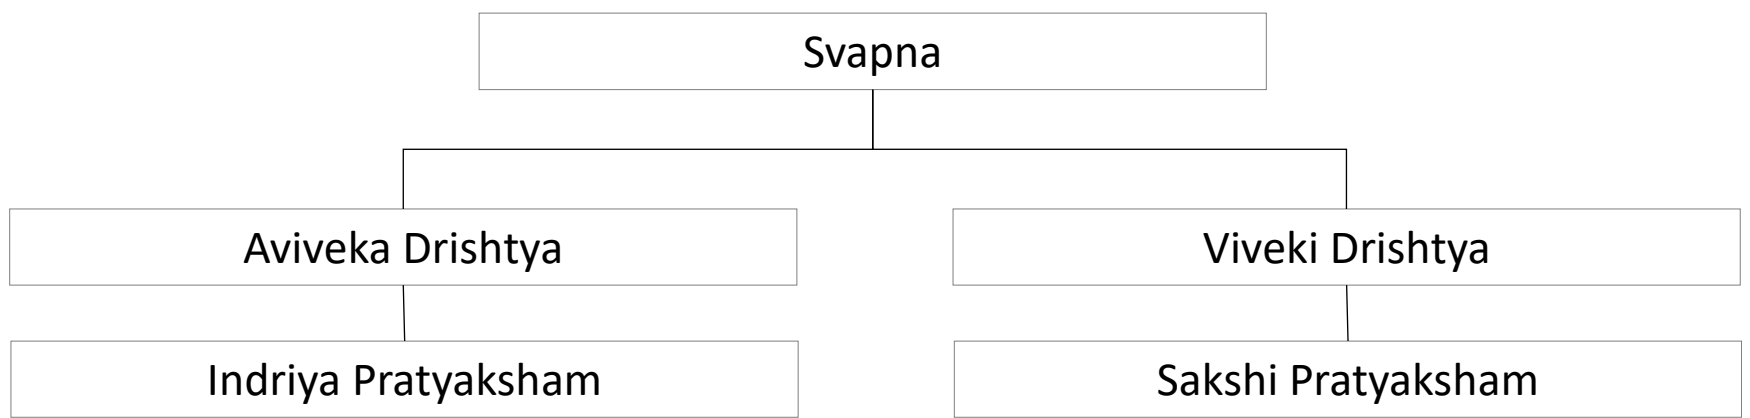 Svapna
Aviveka Drishtya
Viveki Drishtya
Indriya Pratyaksham
Sakshi Pratyaksham